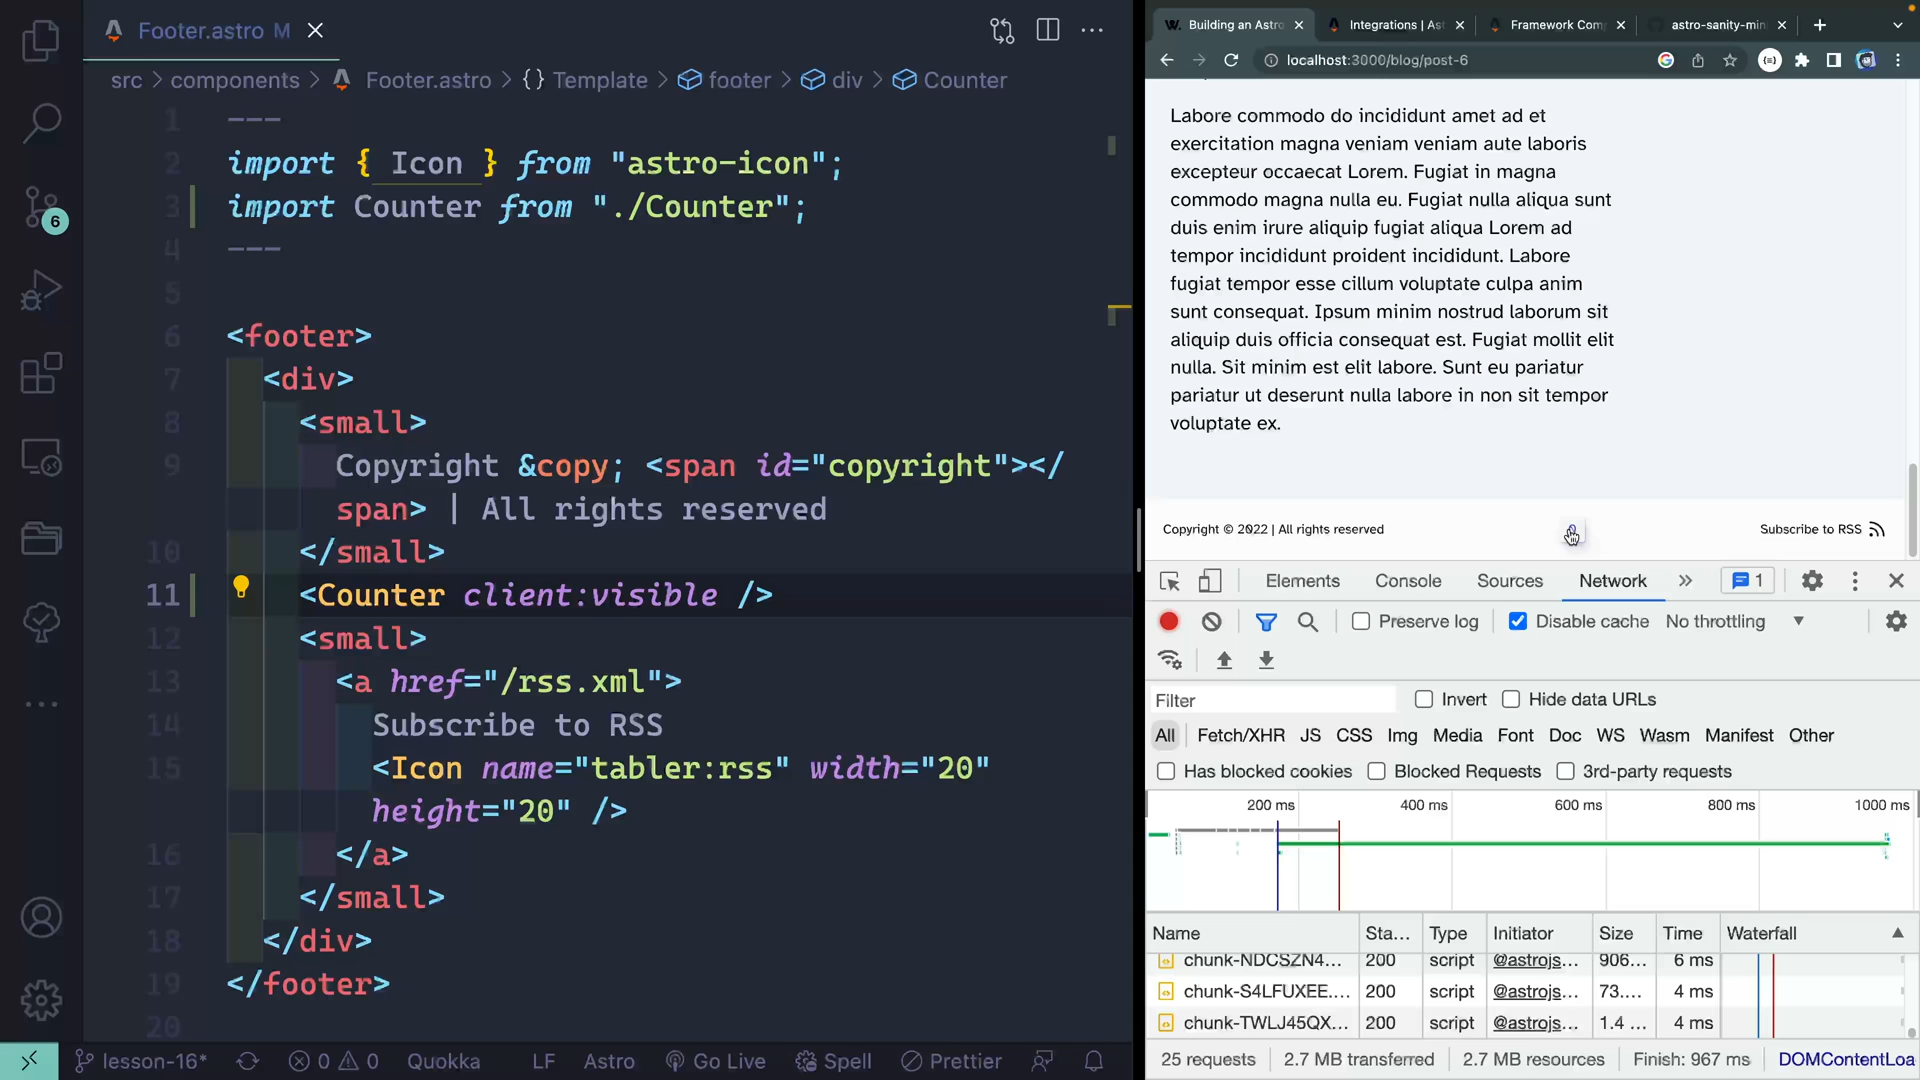 Footer.astro M
src > components > Footer.astro > {} Template > footer > div > Counter
1 ---
2 import { Icon } from "astro-icon";
3 import Counter from "./Counter";
4 ---
5
6 <footer>
7 <div>
8 <small>
9 Copyright &copy; <span id="copyright"></
span> | All rights reserved
10 </small>
11 <Counter client:visible />
12 <small>
13 <a href="/rss.xml">
14 Subscribe to RSS
15 <Icon name="tabler:rss" width="20"
height="20" />
16 </a>
17 </small>
18 </div>
19 </footer>
20
6
lesson-16* 0 0 Quokka LF Astro Go Live Spell Prettier
Building an Astro Integrations | Ast Framework Com astro-sanity-min
localhost:3000/blog/post-6
Labore commodo do incididunt amet ad et
exercitation magna veniam veniam aute laboris
excepteur occaecat Lorem. Fugiat in magna
commodo magna nulla eu. Fugiat nulla aliqua sunt
duis enim irure aliquip fugiat aliqua Lorem ad
tempor incididunt proident incididunt. Labore
fugiat tempor esse cillum voluptate culpa anim
sunt consequat. Ipsum minim nostrud laborum sit
aliquip duis officia consequat est. Fugiat mollit elit
nulla. Sit minim est elit labore. Sunt eu pariatur
pariatur ut deserunt nulla labore in non sit tempor
voluptate ex.
Copyright © 2022 | All rights reserved Subscribe to RSS
Elements Console Sources Network » 1
Preserve log Disable cache No throttling
Filter Invert Hide data URLs
All Fetch/XHR JS CSS Img Media Font Doc WS Wasm Manifest Other
Has blocked cookies Blocked Requests 3rd-party requests
200 ms 400 ms 600 ms 800 ms 1000 ms
Name Sta... Type Initiator Size Time Waterfall
chunk-NDCSZN4... 200 script @astrojs... 906... 6 ms
chunk-S4LFUXEE.... 200 script @astrojs... 73.... 4 ms
chunk-TWLJ45QX... 200 script @astrojs... 1.4 ... 4 ms
25 requests 2.7 MB transferred 2.7 MB resources Finish: 967 ms DOMContentLoa